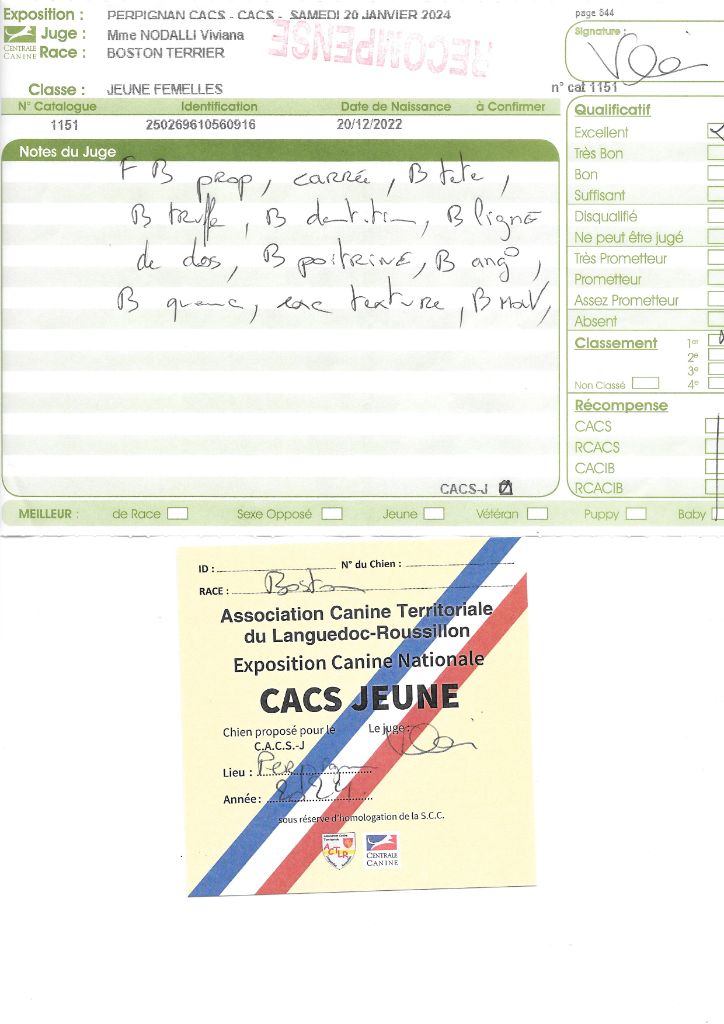 Exposition : PERPIGNAN CACS - CACS - SAMEDI 20 JANVIER 2024
page 844
CENTRALE CANINE
Juge : Mme NODALLI Viviana
Race : BOSTON TERRIER
RECOMPENSE
Signature :
Classe : JEUNE FEMELLES
n° cat 1151
N° Catalogue Identification Date de Naissance à Confirmer
1151 250269610560916 20/12/2022
Notes du Juge
F B prop, carrée, B tete,
B truffe, B dentition, B ligne
de dos, B poitrine, B ang°,
B texture, B
Qualificatif
Excellent
Très Bon
Bon
Suffisant
Disqualifié
Ne peut être jugé
Très Prometteur
Prometteur
Assez Prometteur
Absent
Classement 1er
2e
3e
Non Classé 4e
Récompense
CACS
RCACS
CACIB
RCACIB
CACS-J
MEILLEUR : de Race Sexe Opposé Jeune Vétéran Puppy Baby
ID : N° du Chien :
RACE : Boston
Association Canine Territoriale
du Languedoc-Roussillon
Exposition Canine Nationale
CACS JEUNE
Chien proposé pour le Le juge :
C.A.C.S.-J
Lieu : Perpignan
Année : 2024
sous réserve d'homologation de la S.C.C.
ACTLR
CENTRALE
CANINE